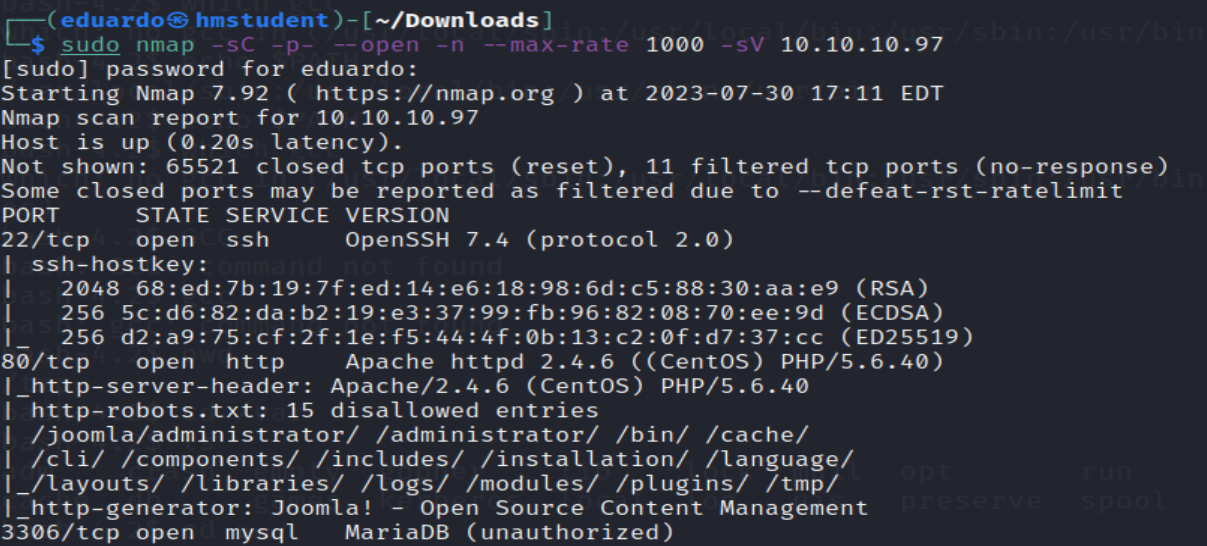 ┌──(eduardo㉿hmstudent)-[~/Downloads]
└─$ sudo nmap -sC -p- --open -n --max-rate 1000 -sV 10.10.10.97
[sudo] password for eduardo:
Starting Nmap 7.92 ( https://nmap.org ) at 2023-07-30 17:11 EDT
Nmap scan report for 10.10.10.97
Host is up (0.20s latency).
Not shown: 65521 closed tcp ports (reset), 11 filtered tcp ports (no-response)
Some closed ports may be reported as filtered due to --defeat-rst-ratelimit
PORT     STATE SERVICE VERSION
22/tcp   open  ssh     OpenSSH 7.4 (protocol 2.0)
| ssh-hostkey:
|   2048 68:ed:7b:19:7f:ed:14:e6:18:98:6d:c5:88:30:aa:e9 (RSA)
|   256 5c:d6:82:da:b2:19:e3:37:99:fb:96:82:08:70:ee:9d (ECDSA)
|_  256 d2:a9:75:cf:2f:1e:f5:44:4f:0b:13:c2:0f:d7:37:cc (ED25519)
80/tcp   open  http    Apache httpd 2.4.6 ((CentOS) PHP/5.6.40)
|_http-server-header: Apache/2.4.6 (CentOS) PHP/5.6.40
| http-robots.txt: 15 disallowed entries
| /joomla/administrator/ /administrator/ /bin/ /cache/
| /cli/ /components/ /includes/ /installation/ /language/
|_/layouts/ /libraries/ /logs/ /modules/ /plugins/ /tmp/
|_http-generator: Joomla! - Open Source Content Management
3306/tcp open  mysql   MariaDB (unauthorized)